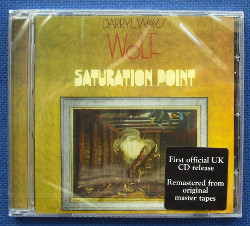 DARRYL WAY'S
WOLF
SATURATION POINT
First official UK
CD release
Remastered from
original
master tapes